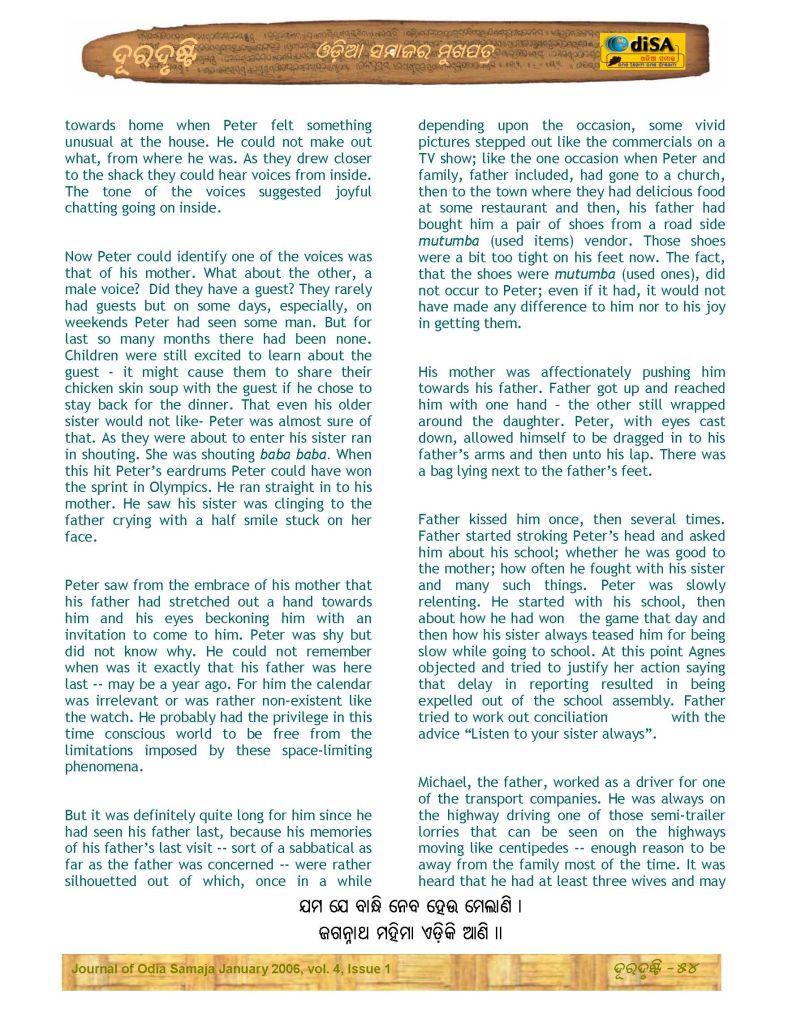 ଦୂରଦୃଷ୍ଟି
ଓଡ଼ିଆ ସମାଜର ମୁଖପତ୍ର
diSA
ଓଡ଼ିଆ ସମାଜ
one team one dream
towards home when Peter felt something
unusual at the house. He could not make out
what, from where he was. As they drew closer
to the shack they could hear voices from inside.
The tone of the voices suggested joyful
chatting going on inside.
Now Peter could identify one of the voices was
that of his mother. What about the other, a
male voice? Did they have a guest? They rarely
had guests but on some days, especially, on
weekends Peter had seen some man. But for
last so many months there had been none.
Children were still excited to learn about the
guest - it might cause them to share their
chicken skin soup with the guest if he chose to
stay back for the dinner. That even his older
sister would not like- Peter was almost sure of
that. As they were about to enter his sister ran
in shouting. She was shouting baba baba. When
this hit Peter's eardrums Peter could have won
the sprint in Olympics. He ran straight in to his
mother. He saw his sister was clinging to the
father crying with a half smile stuck on her
face.
Peter saw from the embrace of his mother that
his father had stretched out a hand towards
him and his eyes beckoning him with an
invitation to come to him. Peter was shy but
did not know why. He could not remember
when was it exactly that his father was here
last -- may be a year ago. For him the calendar
was irrelevant or was rather non-existent like
the watch. He probably had the privilege in this
time conscious world to be free from the
limitations imposed by these space-limiting
phenomena.
But it was definitely quite long for him since he
had seen his father last, because his memories
of his father's last visit -- sort of a sabbatical as
far as the father was concerned -- were rather
silhouetted out of which, once in a while
depending upon the occasion, some vivid
pictures stepped out like the commercials on a
TV show; like the one occasion when Peter and
family, father included, had gone to a church,
then to the town where they had delicious food
at some restaurant and then, his father had
bought him a pair of shoes from a road side
mutumba (used items) vendor. Those shoes
were a bit too tight on his feet now. The fact,
that the shoes were mutumba (used ones), did
not occur to Peter; even if it had, it would not
have made any difference to him nor to his joy
in getting them.
His mother was affectionately pushing him
towards his father. Father got up and reached
him with one hand – the other still wrapped
around the daughter. Peter, with eyes cast
down, allowed himself to be dragged in to his
father's arms and then unto his lap. There was
a bag lying next to the father's feet.
Father kissed him once, then several times.
Father started stroking Peter's head and asked
him about his school; whether he was good to
the mother; how often he fought with his sister
and many such things. Peter was slowly
relenting. He started with his school, then
about how he had won the game that day and
then how his sister always teased him for being
slow while going to school. At this point Agnes
objected and tried to justify her action saying
that delay in reporting resulted in being
expelled out of the school assembly. Father
tried to work out conciliation with the
advice “Listen to your sister always”.
Michael, the father, worked as a driver for one
of the transport companies. He was always on
the highway driving one of those semi-trailer
lorries that can be seen on the highways
moving like centipedes -- enough reason to be
away from the family most of the time. It was
heard that he had at least three wives and may
ଯମ ଯେ ବାନ୍ଧି ନେବ ହେଉ ମେଲାଣି ।
ଜଗନ୍ନାଥ ମହିମା ଏଡ଼ିକି ଆଣି ॥
Journal of Odia Samaja January 2006, vol. 4, Issue 1
ଦୂରଦୃଷ୍ଟି - ୫୪